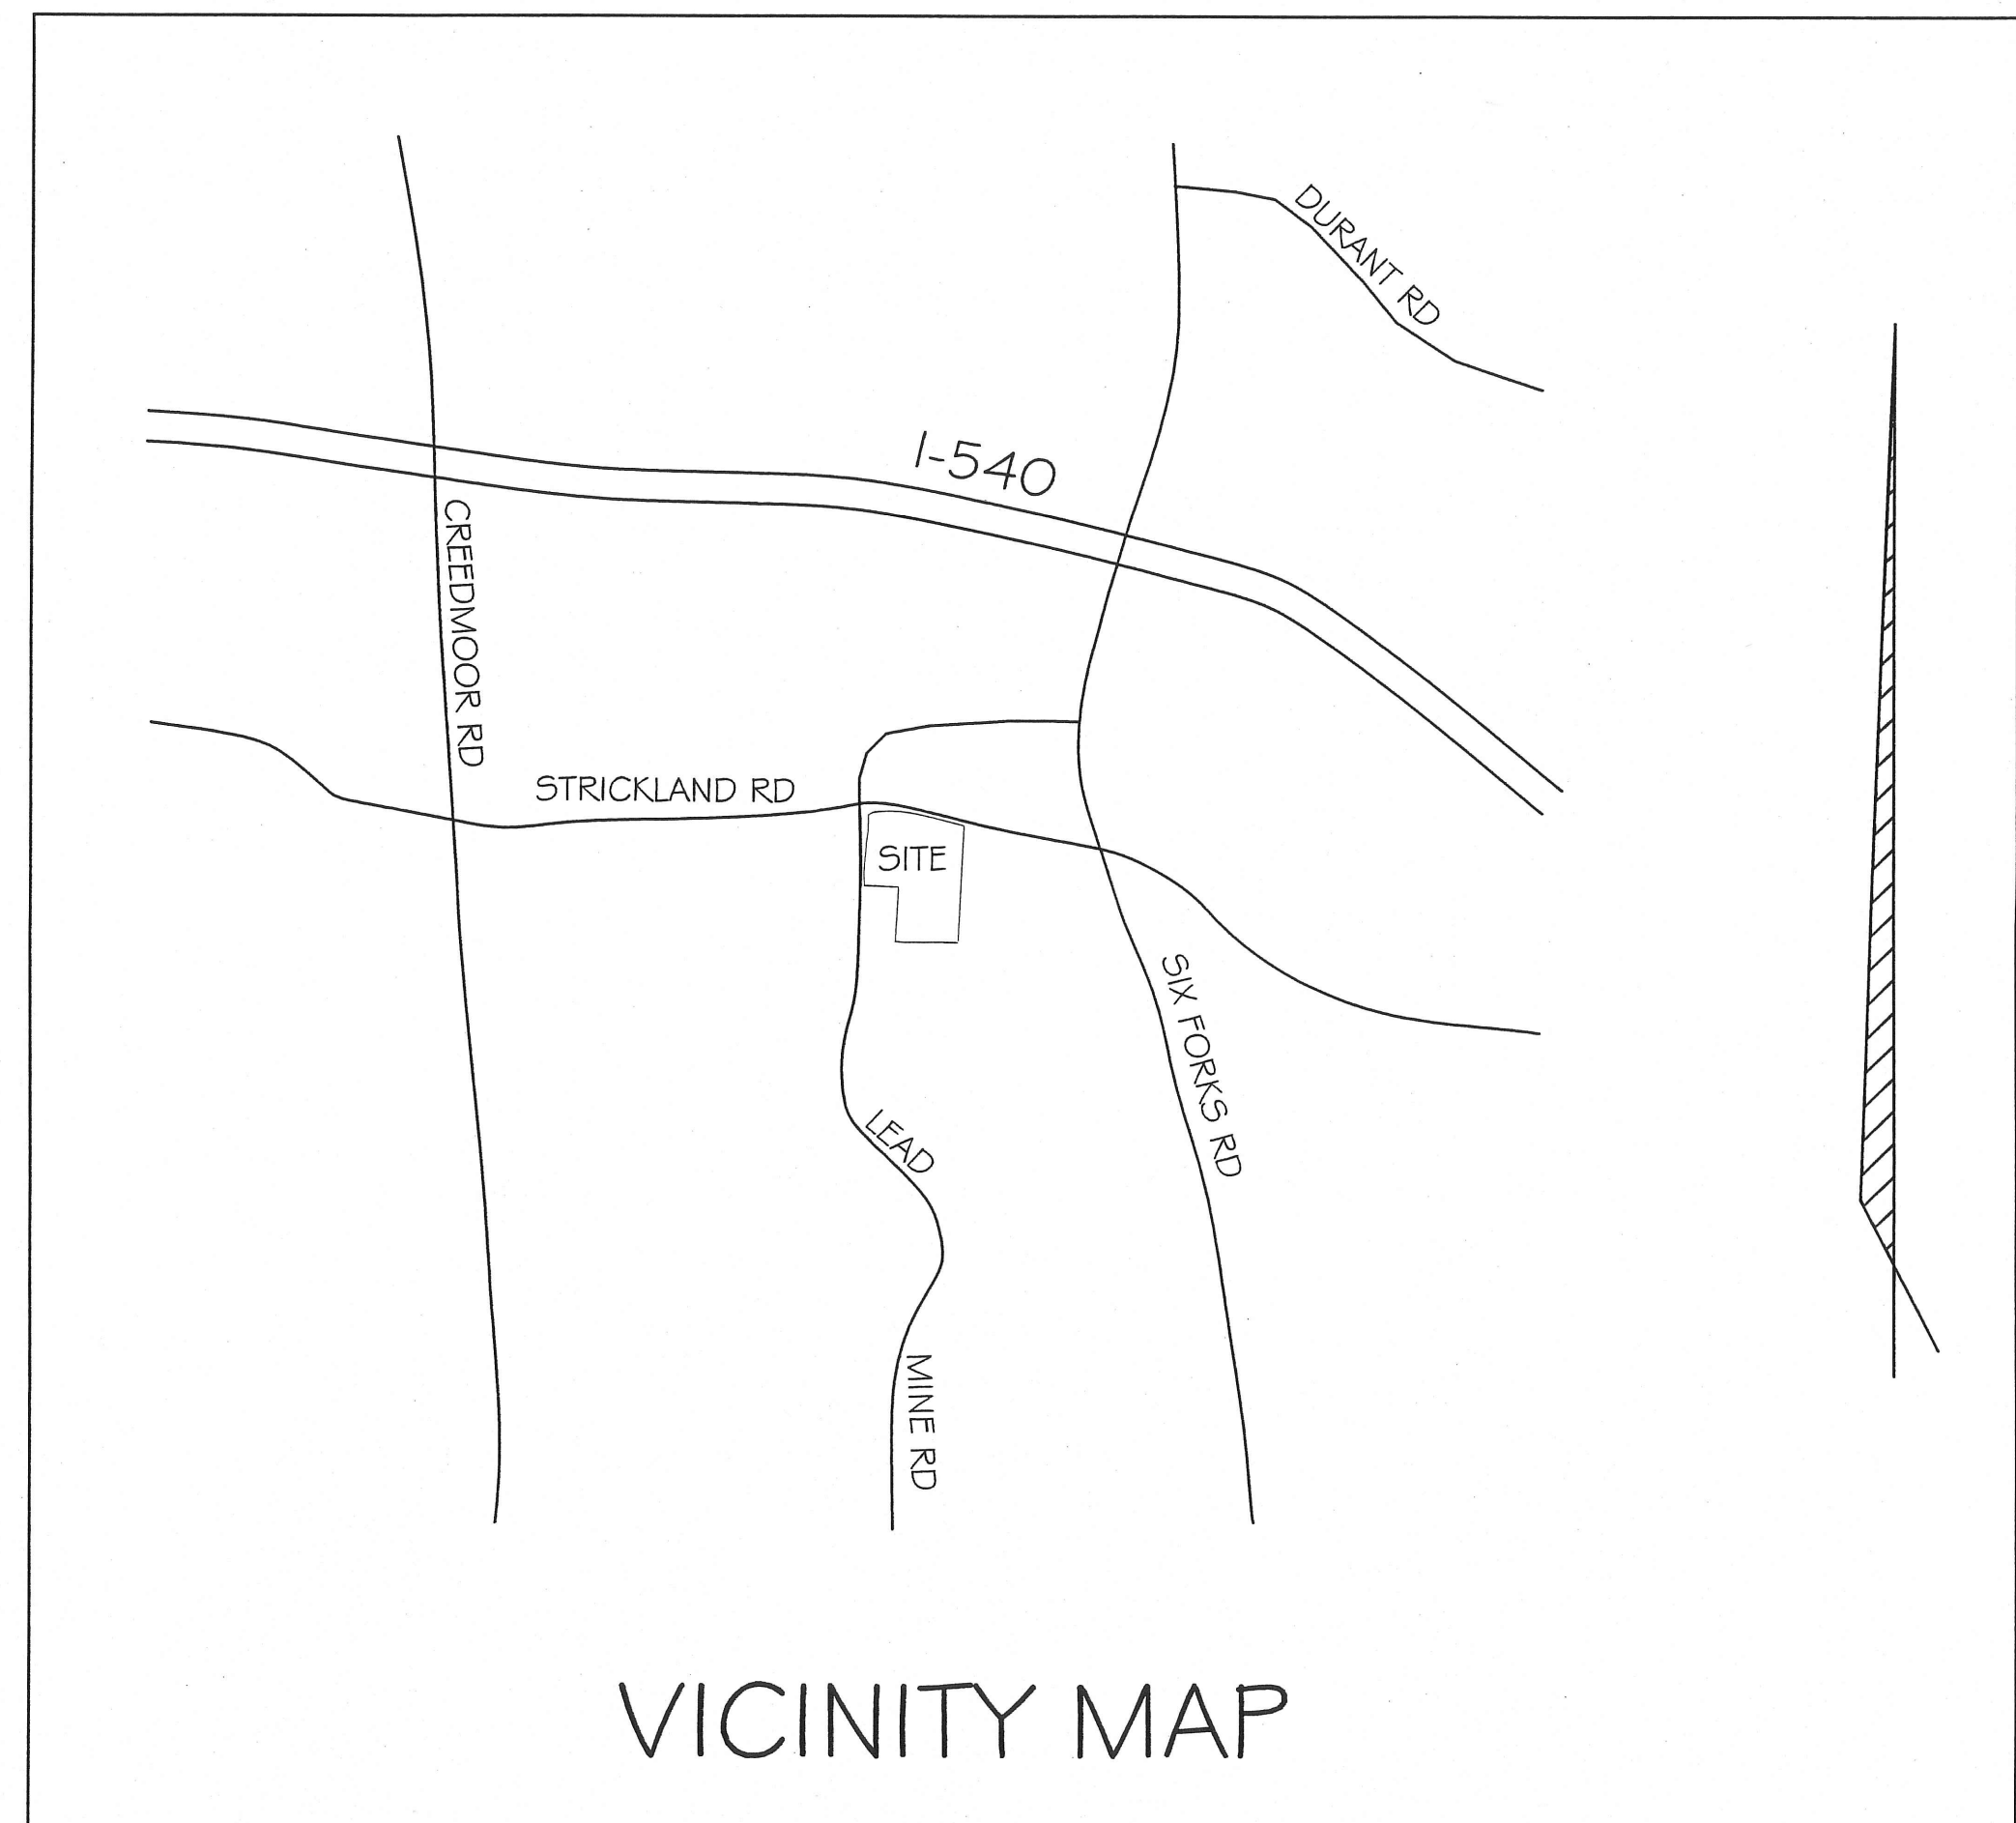 DURANT RD
I-540
CREEDMOOR RD
STRICKLAND RD
SITE
SIX FORKS RD
LEAD
MINE RD
VICINITY MAP